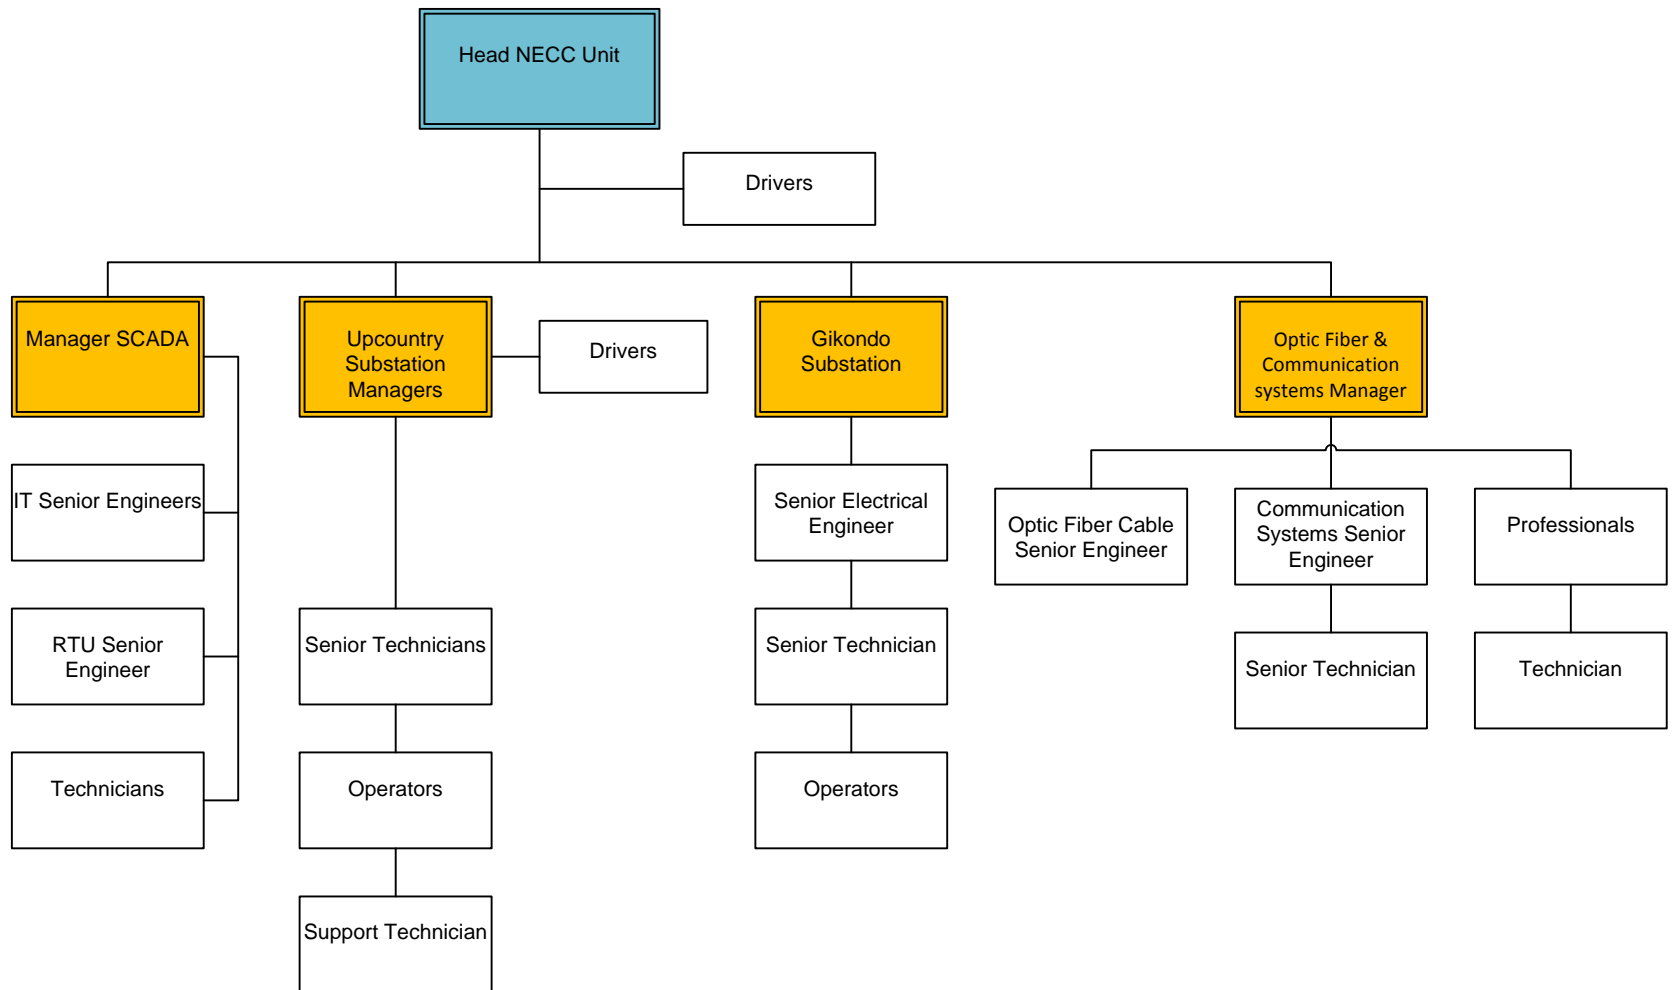 Head NECC Unit
Drivers
Manager SCADA
Upcountry
Substation
Managers
Drivers
Gikondo
Substation
Optic Fiber &
Communication
systems Manager
IT Senior Engineers
Senior Electrical
Engineer
Optic Fiber Cable
Senior Engineer
Communication
Systems Senior
Engineer
Professionals
RTU Senior
Engineer
Senior Technicians
Senior Technician
Senior Technician
Technician
Technicians
Operators
Operators
Support Technician